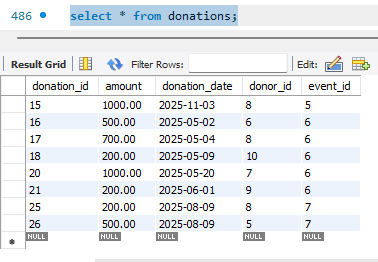 486 select * from donations;
Result Grid Filter Rows: Edit:
donation_id amount donation_date donor_id event_id
15 1000.00 2025-11-03 8 5
16 500.00 2025-05-02 6 6
17 700.00 2025-05-04 8 6
18 200.00 2025-05-09 10 6
20 1000.00 2025-05-20 7 6
21 200.00 2025-06-01 9 6
25 200.00 2025-08-09 8 7
26 500.00 2025-08-09 5 7
NULL NULL NULL NULL NULL